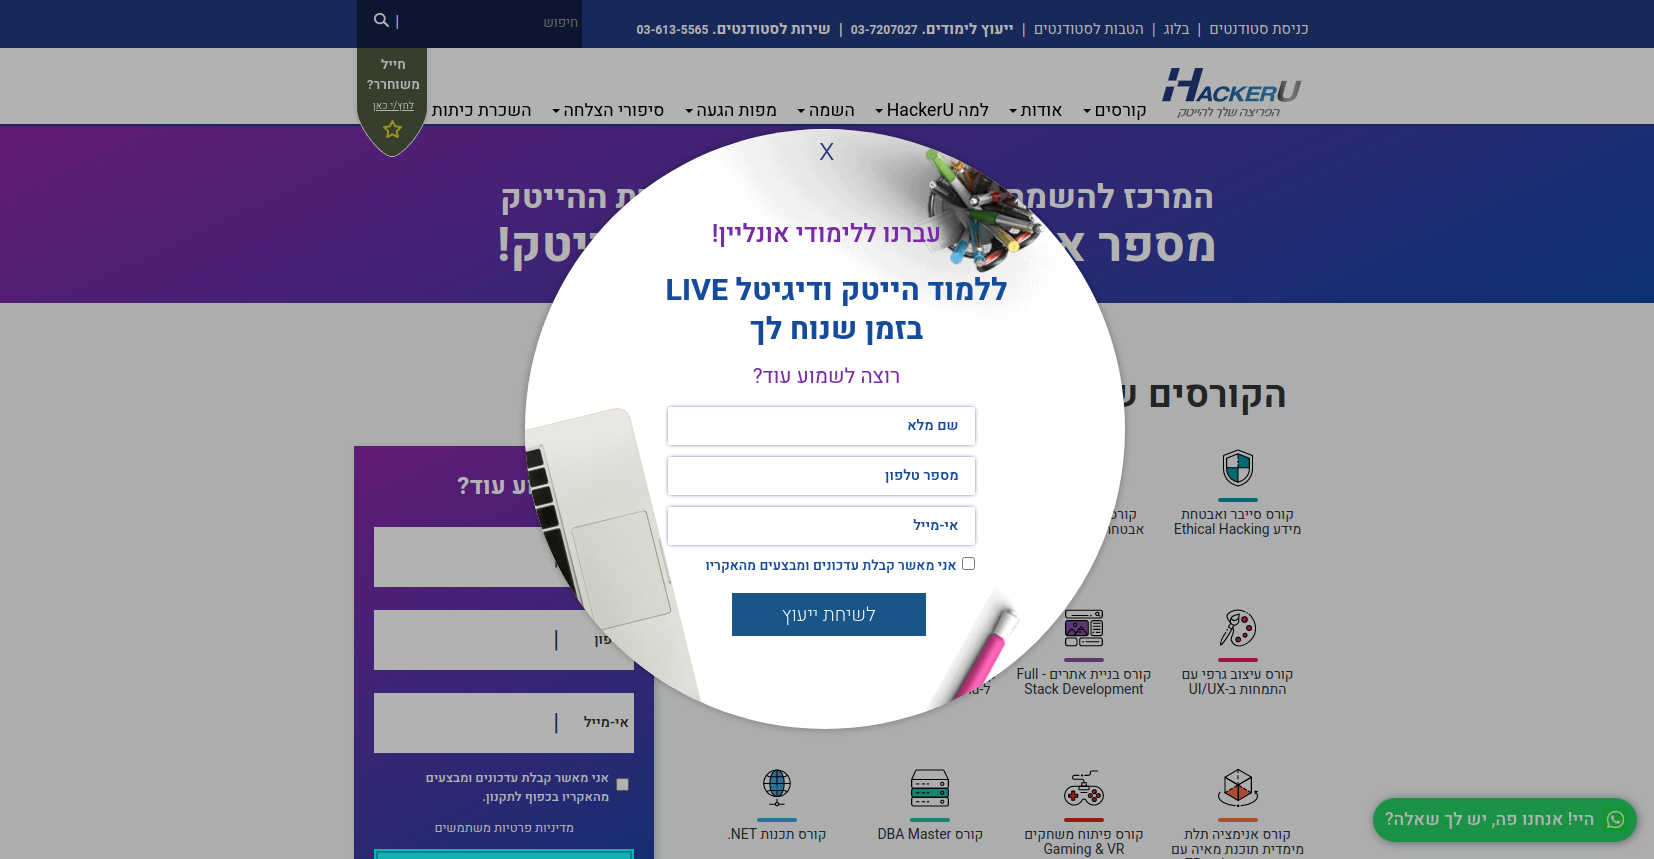 כניסת סטודנטים | בלוג | הטבות לסטודנטים | ייעוץ לימודים. 03-7207027 | שירות לסטודנטים. 03-613-5565
חיפוש
HACKERU
הפריצה שלך להייטק
קורסים
אודות
למה HackerU
השמה
מפות הגעה
סיפורי הצלחה
השכרת כיתות
חייל
משוחרר?
לחץ/י כאן
המרכז להשמה
ת ההייטק
מספר
יטק!
X
עברנו ללימודי אונליין!
ללמוד הייטק ודיגיטל LIVE
בזמן שנוח לך
רוצה לשמוע עוד?
שם מלא
מספר טלפון
אי-מייל
אני מאשר קבלת עדכונים ומבצעים מהאקריו
לשיחת ייעוץ
הקורסים
קורס סייבר ואבטחת
מידע Ethical Hacking
קורס
קורס עיצוב גרפי עם
התמחות ב-UI/UX
קורס בניית אתרים - Full
Stack Development
קורס אנימציה תלת
מימדית תוכנת מאיה עם
קורס פיתוח משחקים
Gaming & VR
קורס DBA Master
קורס תכנות NET.
עוד?
פון
אי-מייל
אני מאשר קבלת עדכונים ומבצעים
מהאקריו בכפוף לתקנון.
מדיניות פרטיות משתמשים
היי! אנחנו פה, יש לך שאלה?